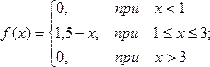 f(x) = { 0, при x < 1
1,5 − x, при 1 ≤ x ≤ 3;
0, при x > 3